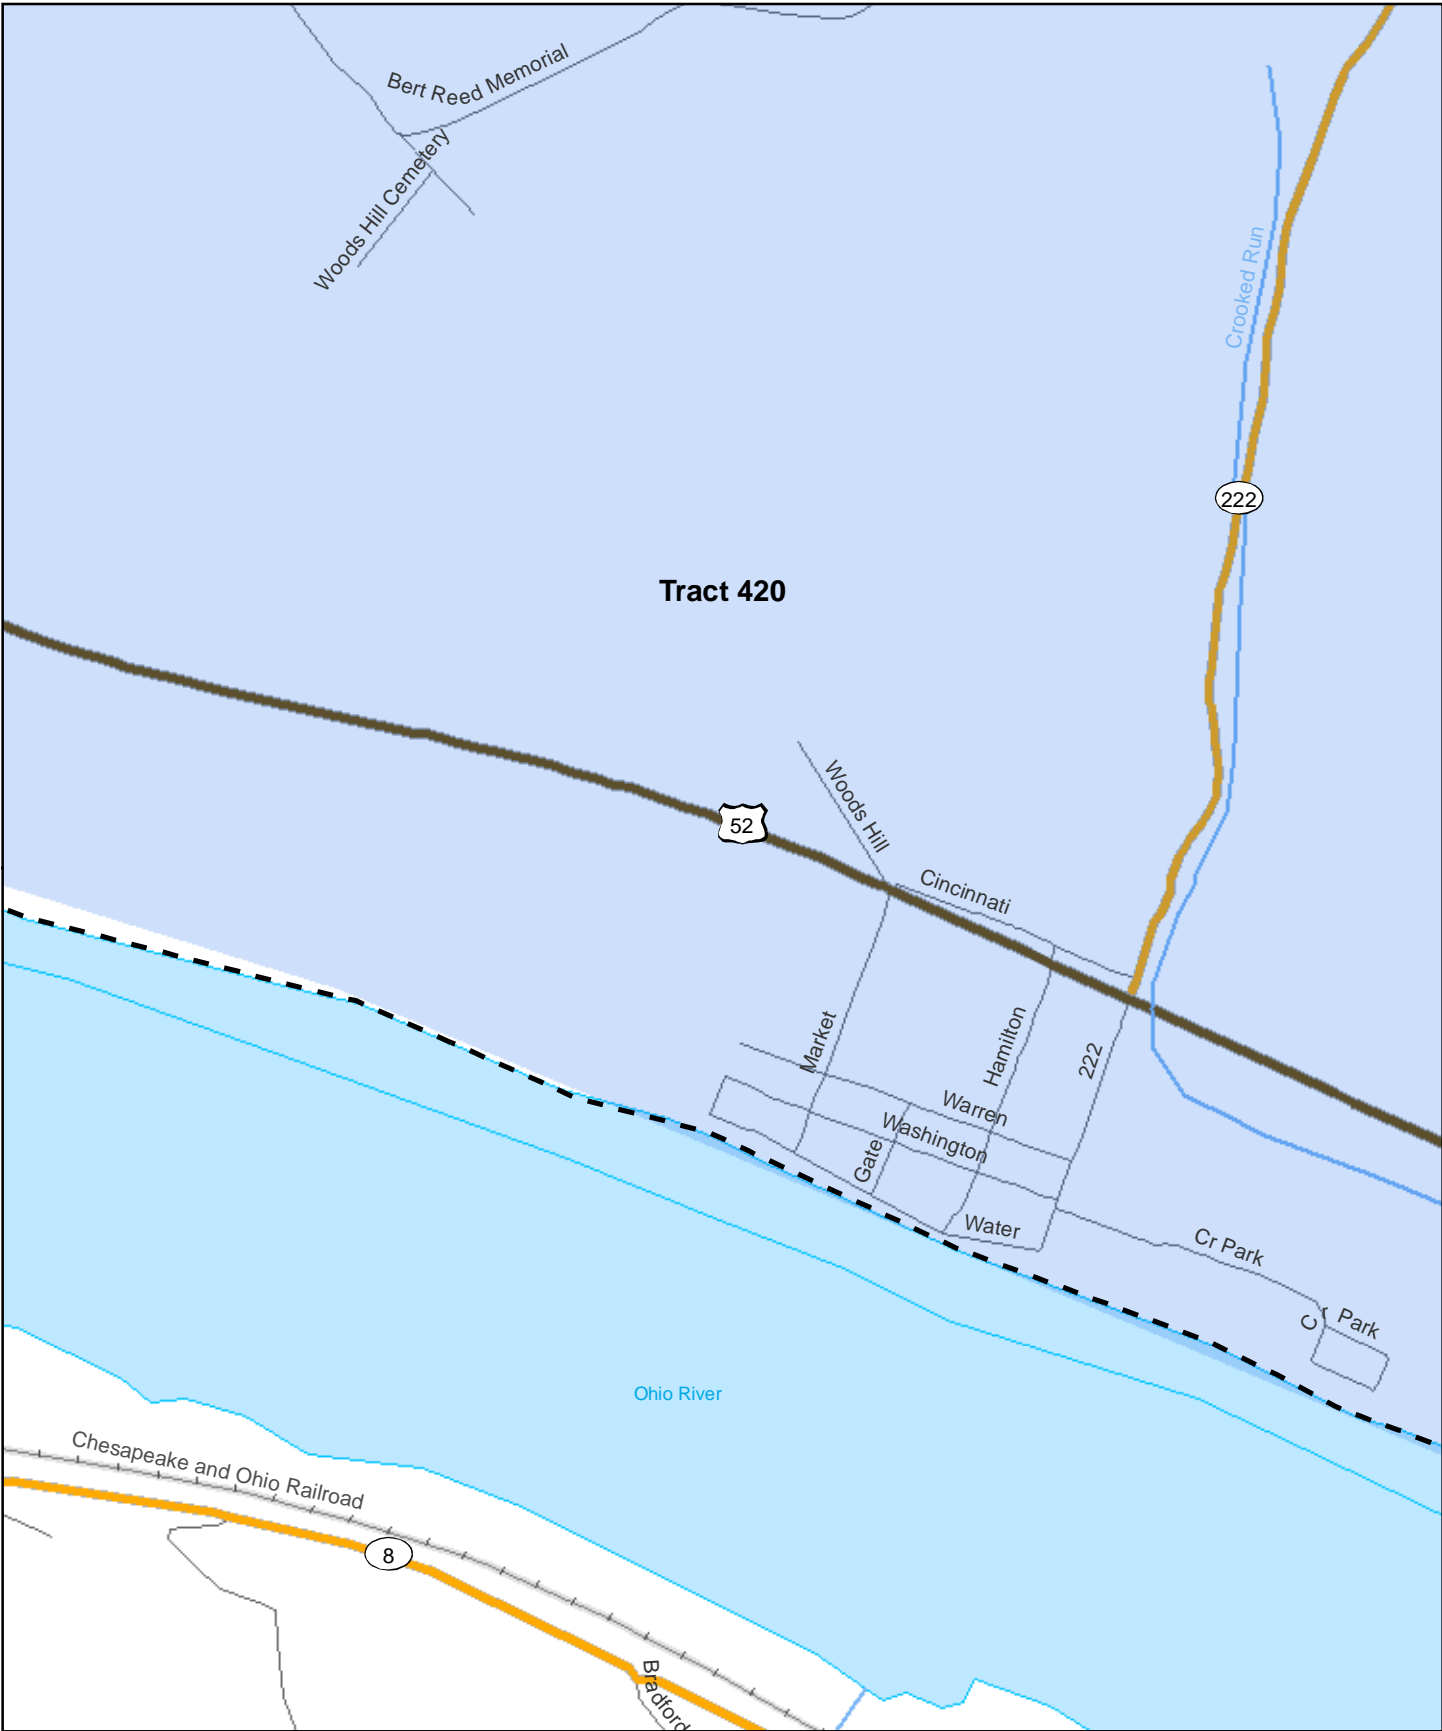 Bert Reed Memorial
Woods Hill Cemetery
Crooked Run
222
Tract 420
52
Woods Hill
Cincinnati
Market
Hamilton
222
Warren
Washington
Gate
Water
Cr Park
C r Park
Ohio River
Chesapeake and Ohio Railroad
8
Bradford